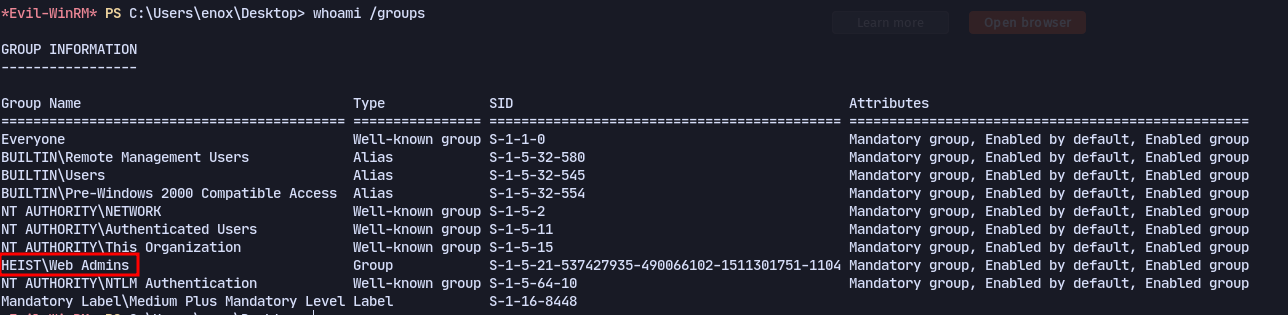 *Evil-WinRM* PS C:\Users\enox\Desktop> whoami /groups
Learn more Open browser
GROUP INFORMATION
-----------------
Group Name Type SID Attributes
========================================== ================ ============================================ ==================================================
Everyone Well-known group S-1-1-0 Mandatory group, Enabled by default, Enabled group
BUILTIN\Remote Management Users Alias S-1-5-32-580 Mandatory group, Enabled by default, Enabled group
BUILTIN\Users Alias S-1-5-32-545 Mandatory group, Enabled by default, Enabled group
BUILTIN\Pre-Windows 2000 Compatible Access Alias S-1-5-32-554 Mandatory group, Enabled by default, Enabled group
NT AUTHORITY\NETWORK Well-known group S-1-5-2 Mandatory group, Enabled by default, Enabled group
NT AUTHORITY\Authenticated Users Well-known group S-1-5-11 Mandatory group, Enabled by default, Enabled group
NT AUTHORITY\This Organization Well-known group S-1-5-15 Mandatory group, Enabled by default, Enabled group
HEIST\Web Admins Group S-1-5-21-537427935-490066102-1511301751-1104 Mandatory group, Enabled by default, Enabled group
NT AUTHORITY\NTLM Authentication Well-known group S-1-5-64-10 Mandatory group, Enabled by default, Enabled group
Mandatory Label\Medium Plus Mandatory Level Label S-1-16-8448